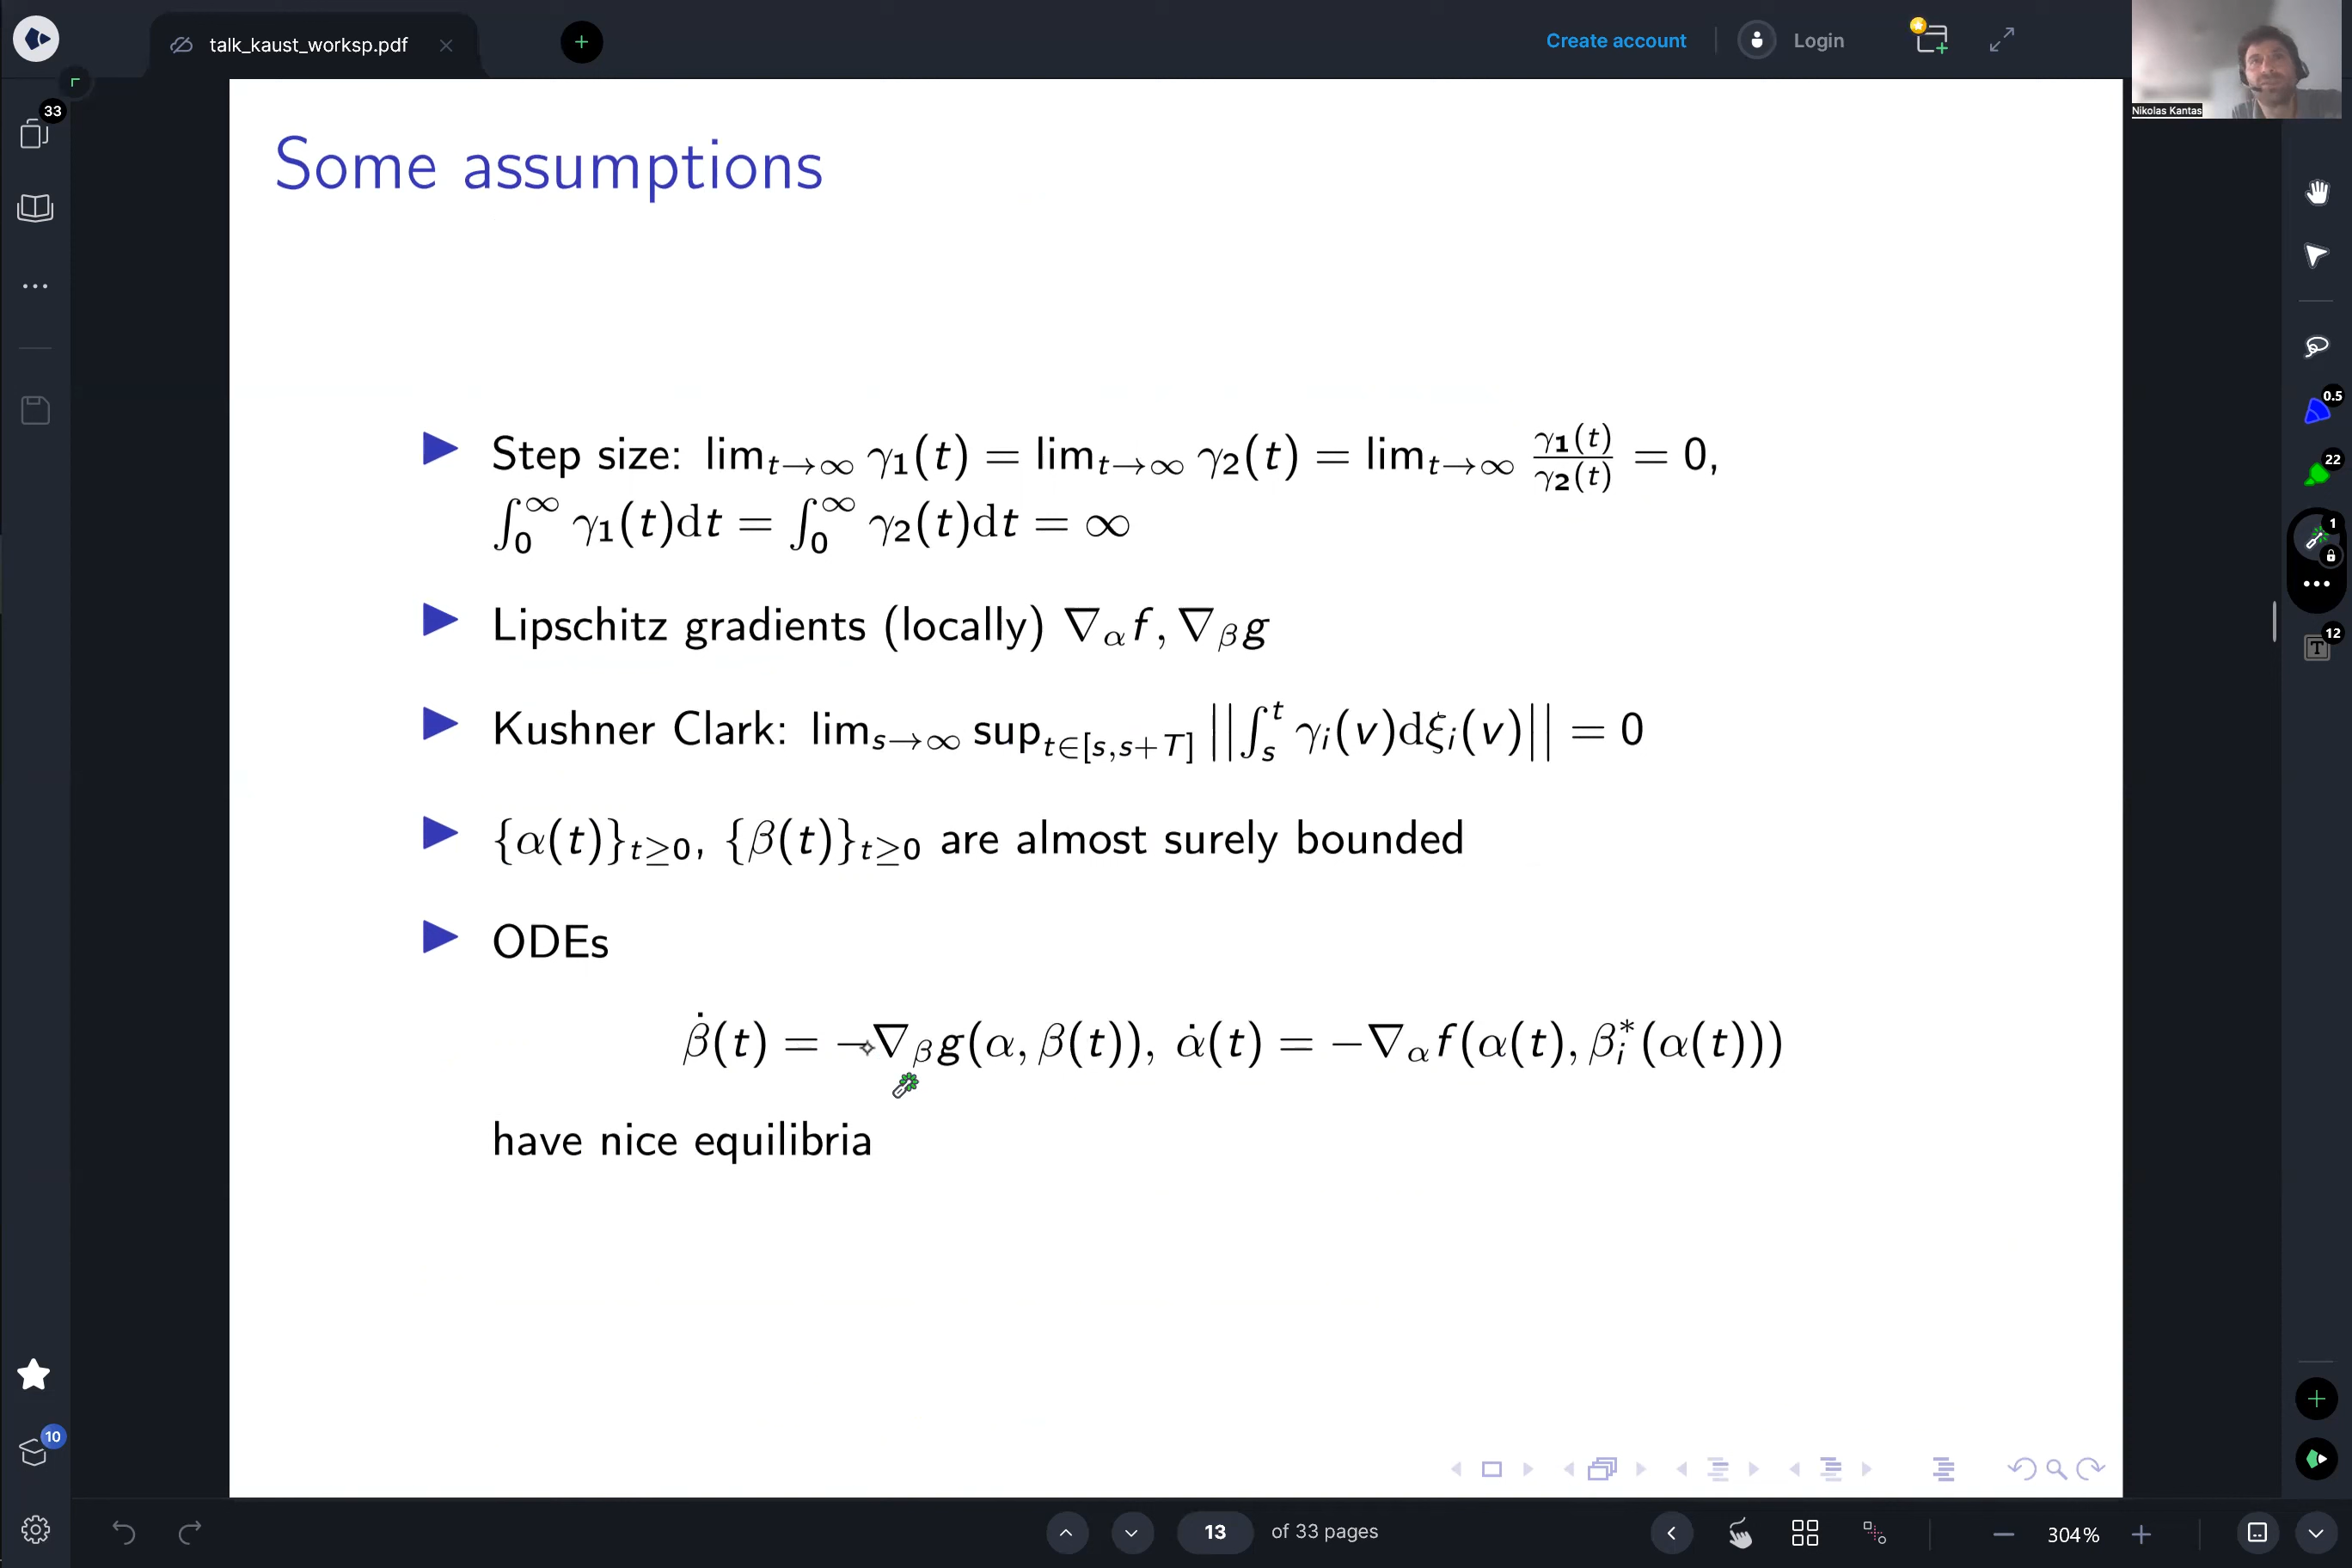 talk_kaust_worksp.pdf
Create account
Login
Nikolas Kantas
33
Some assumptions
0.5
22
1
12
Step size: lim_{t→∞} γ₁(t) = lim_{t→∞} γ₂(t) = lim_{t→∞} γ₁(t)/γ₂(t) = 0,
∫₀^∞ γ₁(t)dt = ∫₀^∞ γ₂(t)dt = ∞
Lipschitz gradients (locally) ∇_α f, ∇_β g
Kushner Clark: lim_{s→∞} sup_{t∈[s,s+T]} ||∫_s^t γ_i(v)dξ_i(v)|| = 0
{α(t)}_{t≥0}, {β(t)}_{t≥0} are almost surely bounded
ODEs
β̇(t) = −∇_β g(α, β(t)), α̇(t) = −∇_α f(α(t), β_i^*(α(t)))
have nice equilibria
10
13 of 33 pages
304%